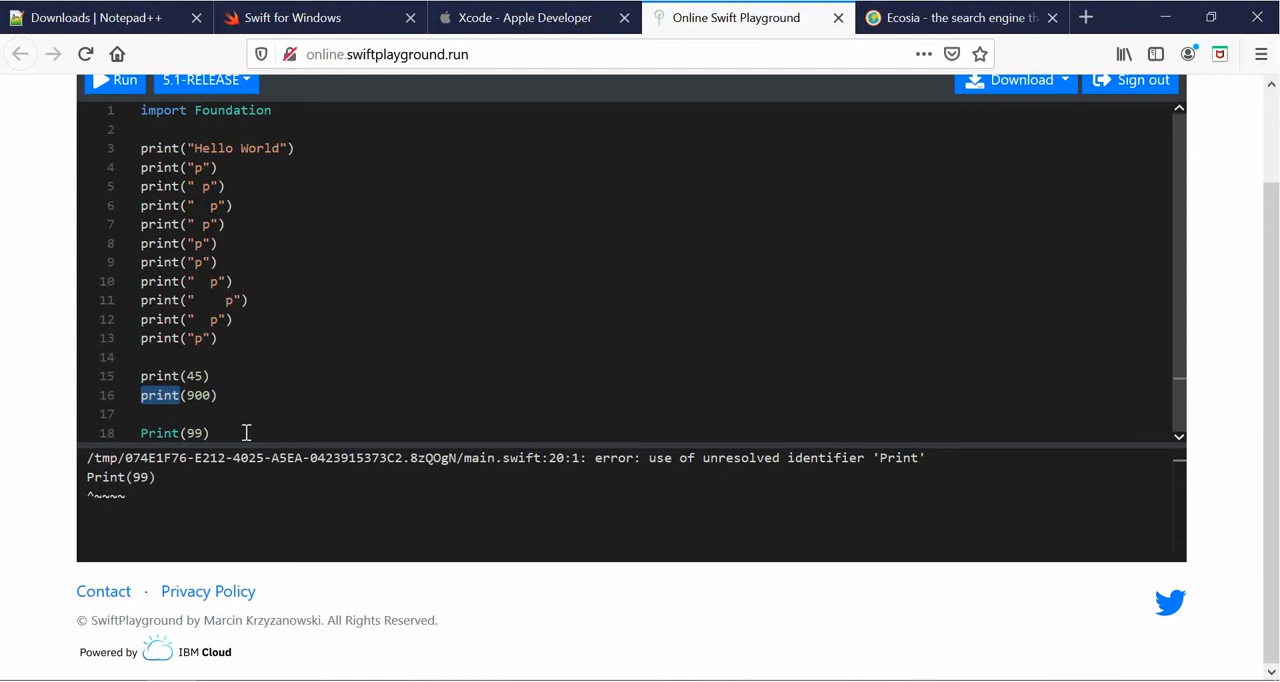 Downloads | Notepad++
Swift for Windows
Xcode - Apple Developer
Online Swift Playground
Ecosia - the search engine th
online.swiftplayground.run
Run
5.1-RELEASE
Download
Sign out
1 import Foundation
2
3 print("Hello World")
4 print("p")
5 print(" p")
6 print("  p")
7 print(" p")
8 print("p")
9 print("p")
10 print("  p")
11 print("    p")
12 print("  p")
13 print("p")
14
15 print(45)
16 print(900)
17
18 Print(99)
/tmp/074E1F76-E212-4025-A5EA-0423915373C2.8zQOgN/main.swift:20:1: error: use of unresolved identifier 'Print'
Print(99)
^~~~~
Contact · Privacy Policy
© SwiftPlayground by Marcin Krzyzanowski. All Rights Reserved.
Powered by IBM Cloud